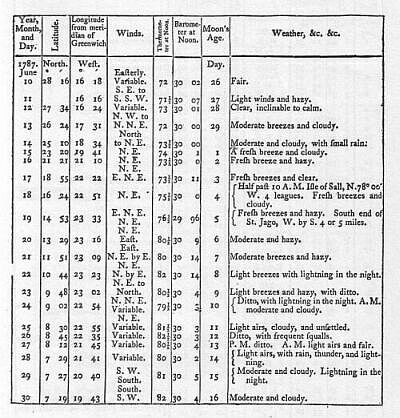 Year, Month, and Day. Latitude. Longitude from meridian of Greenwich Winds. Thermometer at Noon. Barometer at Noon. Moon's Age. Weather, &c. &c.
1787. North. West. Day.
June ° ' ° ' Easterly.
10 28 16 16 18 Variable. 72 30 02 26 Fair.
S. E. to
11 16 16 S. S. W. 71½ 30 07 27 Light winds and hazy.
12 27 34 16 24 Variable. 73 30 01 28 Clear, inclinable to calm.
N. W. to
13 26 24 17 31 N. N. E. 72 30 00 29 Moderate breezes and cloudy.
North
14 25 10 18 34 to N. E. 73½ 30 00 Moderate and cloudy, with small rain:
15 23 20 19 41 N. E. 74 30 1 1 A fresh breeze and cloudy.
16 21 21 21 10 N. E. 73½ 30 0 2 Fresh breeze and hazy.
N. E.
17 18 55 22 22 E. N. E. 73½ 30 11 3 Fresh breezes and clear.
Half past 10 A. M. Isle of Sall, N. 78° 00'
18 16 24 22 51 N. E. 75½ 30 0 4 W. 4 leagues. Fresh breezes and
cloudy.
E. N. E.
19 14 53 23 33 E. N. E. 76½ 29 96 5 Fresh breezes and hazy. South end of
N. E. St. Jago, W. by S. 4 or 5 miles.
East.
20 13 29 23 16 East. 80 30 9 6 Moderate and hazy.
21 11 51 23 09 N. E. by E. 80 30 14 7 Moderate breezes and hazy.
N. E.
22 10 44 23 23 N. by E. 82 30 14 8 Light breezes with lightning in the night.
N. E. to
23 9 48 23 02 North. 80½ 30 4 9 Light breezes and hazy, with ditto.
N. N. E.
24 9 02 22 54 Variable. 79½ 30 10 Ditto, with lightning in the night. A. M.
N. E. moderate and cloudy.
25 8 30 22 55 Variable. 81½ 30 3 11 Light airs, cloudy, and unsettled.
26 8 45 22 35 Variable. 82½ 30 3 12 Ditto, with frequent squalls.
27 8 12 21 45 Variable. 80½ 30 4 13 P. M. ditto. A. M. light airs and fair.
28 7 29 21 41 Variable. 80 30 2 14 Light airs, with rain, thunder, and lightning.
S. W.
29 7 27 20 40 South. 81 30 5 15 Moderate and cloudy. Lightning in the
South. night.
30 7 19 19 43 S. W. 82 30 4 16 Moderate and cloudy.